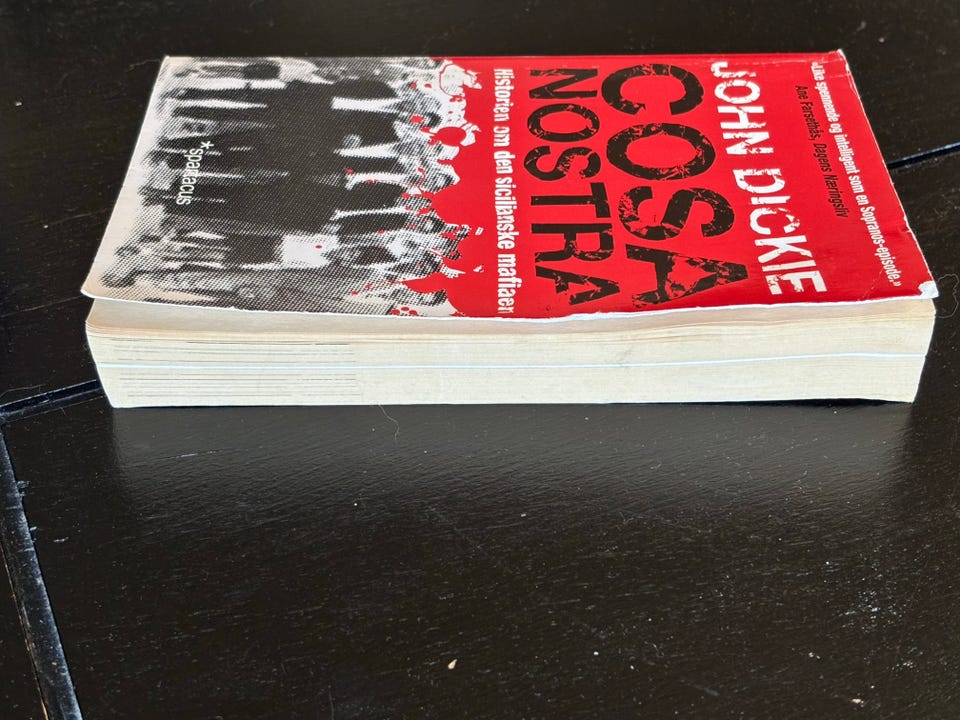 «Like spennende og intelligent som en Sopranos-episode.»
Ane Farsethås, Dagens Næringsliv
JOHN DICKIE
COSA
NOSTRA
Historien om den sicilianske mafiaen
*spartacus